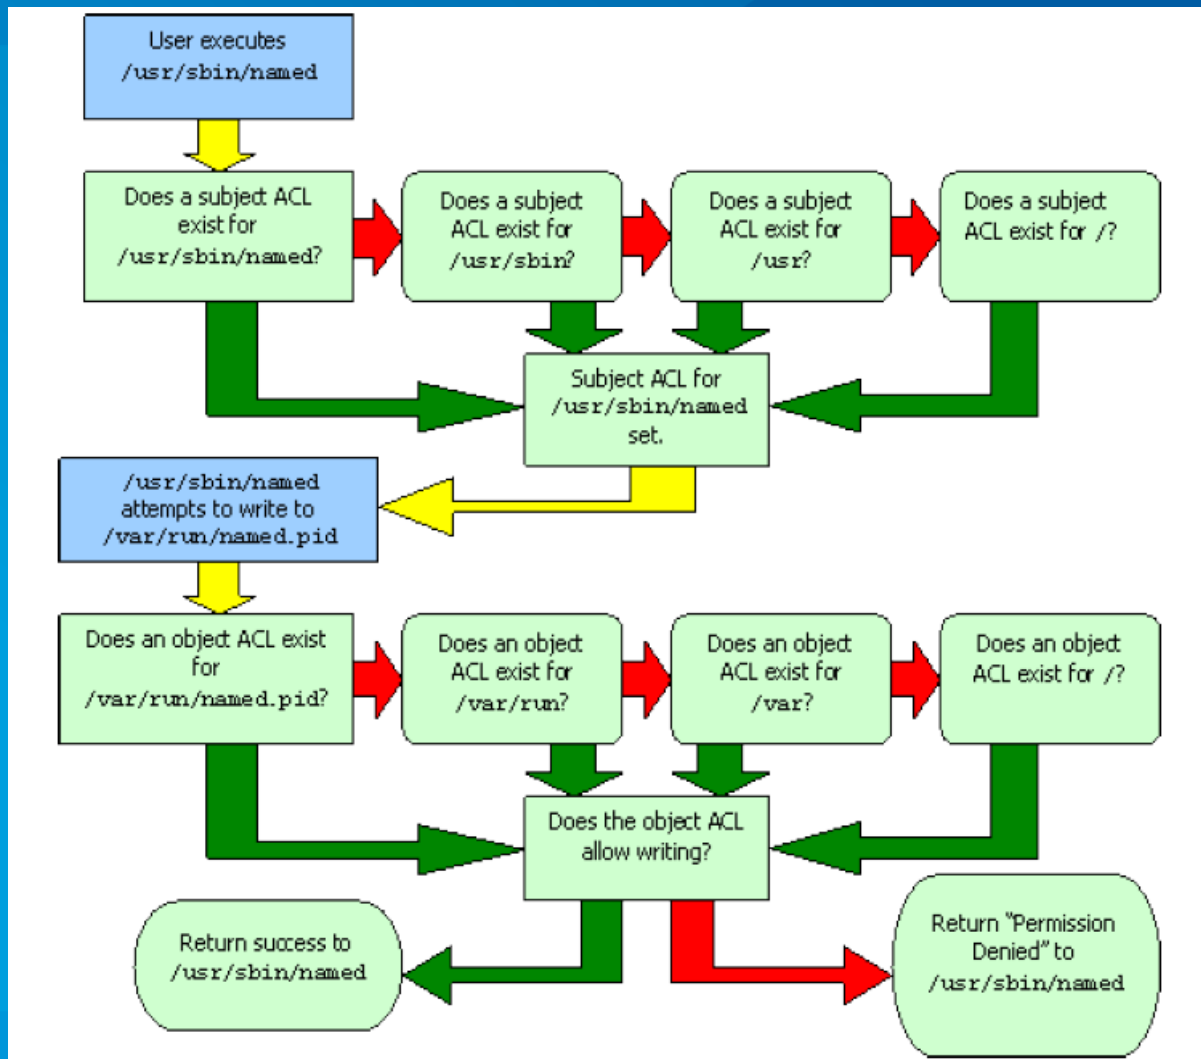 User executes
/usr/sbin/named
Does a subject ACL
exist for
/usr/sbin/named?
Does a subject
ACL exist for
/usr/sbin?
Does a subject
ACL exist for
/usr?
Does a subject
ACL exist for /?
Subject ACL for
/usr/sbin/named
set.
/usr/sbin/named
attempts to write to
/var/run/named.pid
Does an object ACL exist
for
/var/run/named.pid?
Does an object
ACL exist for
/var/run?
Does an object
ACL exist for
/var?
Does an object
ACL exist for /?
Does the object ACL
allow writing?
Return success to
/usr/sbin/named
Return “Permission
Denied” to
/usr/sbin/named